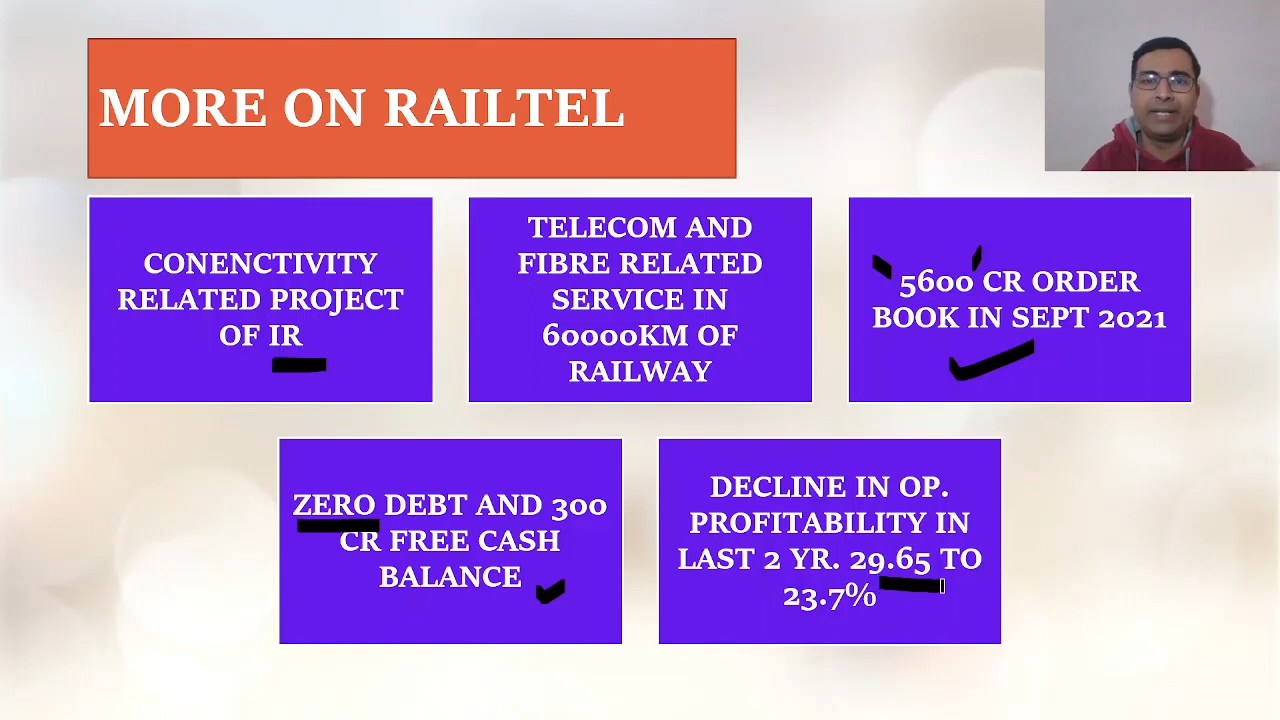 MORE ON RAILTEL
CONENCTIVITY
RELATED PROJECT
OF IR
TELECOM AND
FIBRE RELATED
SERVICE IN
60000KM OF
RAILWAY
5600 CR ORDER
BOOK IN SEPT 2021
ZERO DEBT AND 300
CR FREE CASH
BALANCE
DECLINE IN OP.
PROFITABILITY IN
LAST 2 YR. 29.65 TO
23.7%